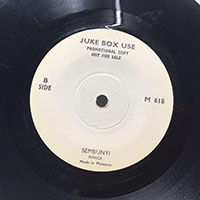 JUKE BOX USE
PROMOTIONAL COPY
NOT FOR SALE
B
SIDE
M 618
SEMBUNYI
WINGS
Made in Malaysia